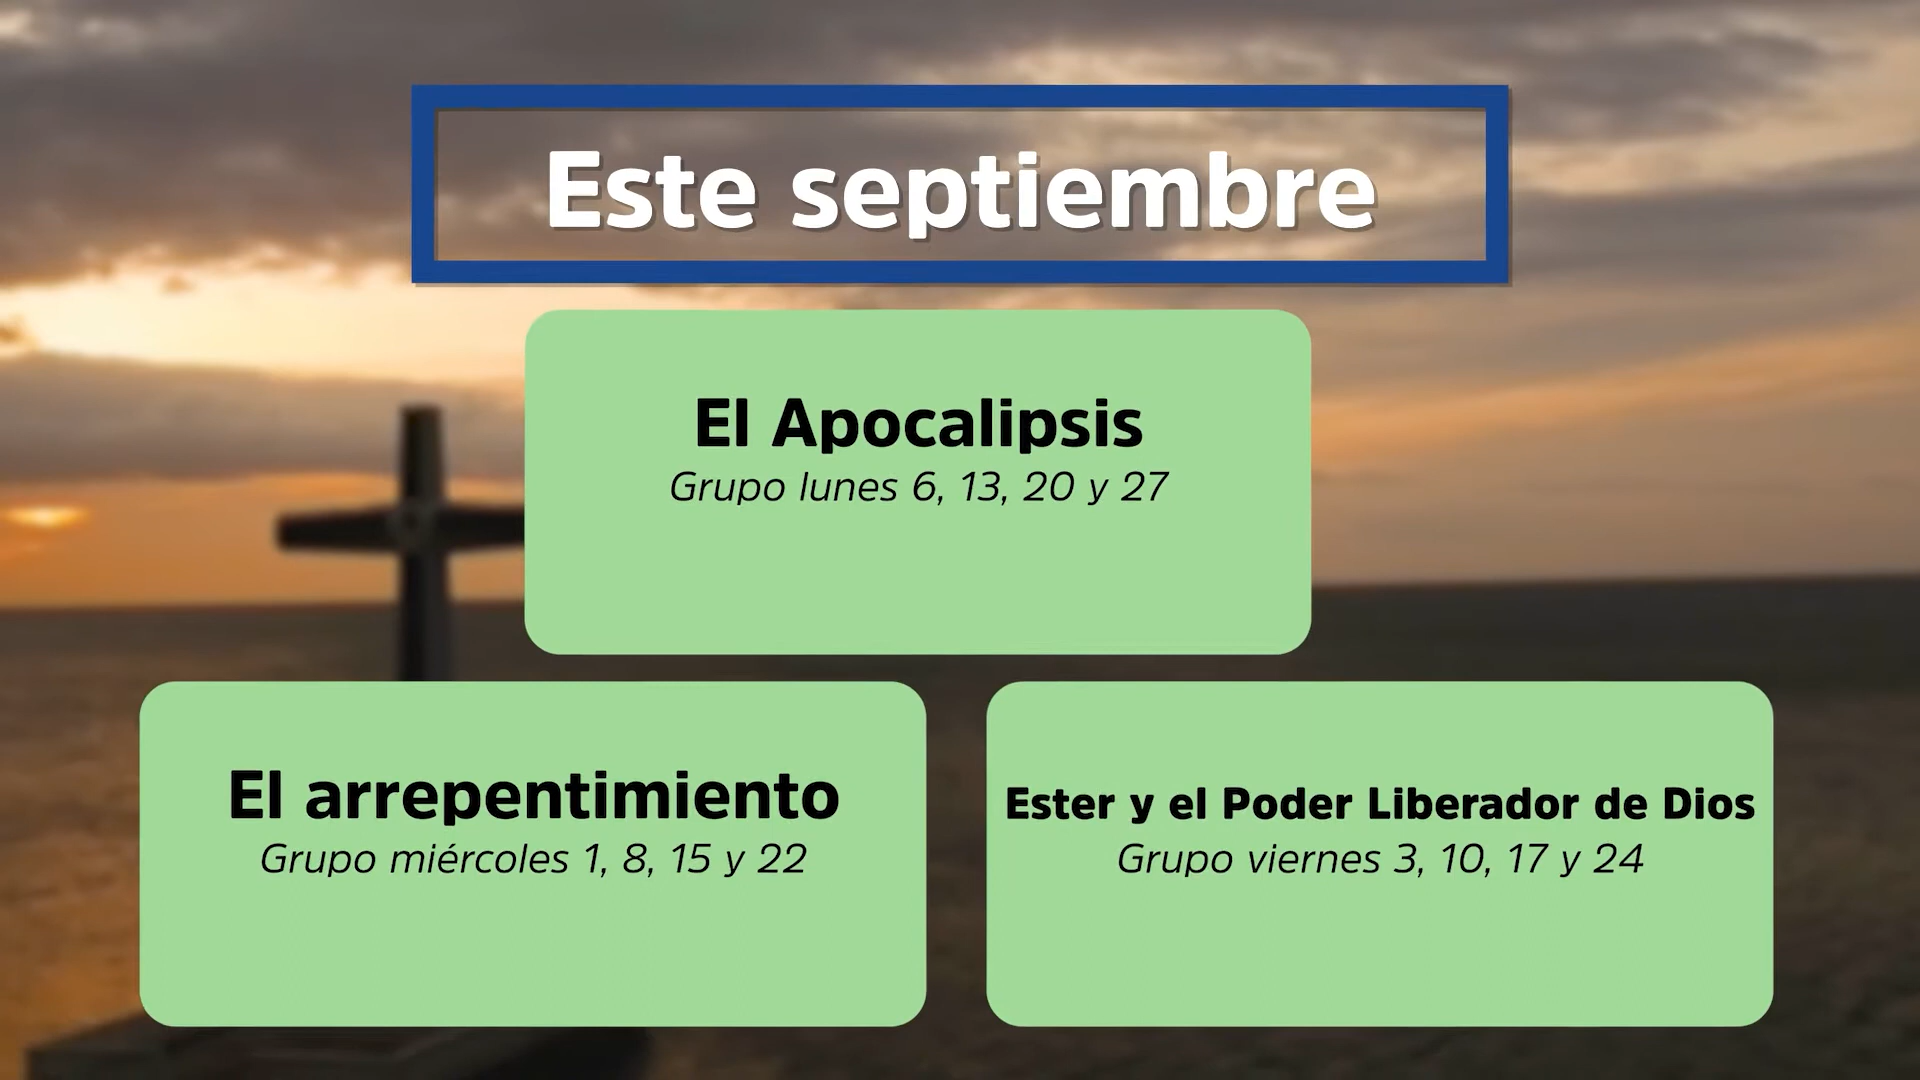 Este septiembre
El Apocalipsis
Grupo lunes 6, 13, 20 y 27
El arrepentimiento
Grupo miércoles 1, 8, 15 y 22
Ester y el Poder Liberador de Dios
Grupo viernes 3, 10, 17 y 24